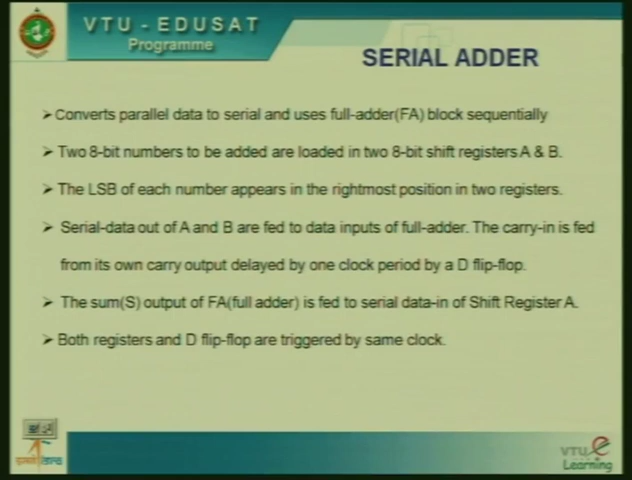 VTU - EDUSAT
Programme
SERIAL ADDER
➢ Converts parallel data to serial and uses full-adder(FA) block sequentially
➢ Two 8-bit numbers to be added are loaded in two 8-bit shift registers A & B.
➢ The LSB of each number appears in the rightmost position in two registers.
➢ Serial-data out of A and B are fed to data inputs of full-adder. The carry-in is fed
from its own carry output delayed by one clock period by a D flip-flop.
➢ The sum(S) output of FA(full adder) is fed to serial data-in of Shift Register A.
➢ Both registers and D flip-flop are triggered by same clock.
VTU e
Learning